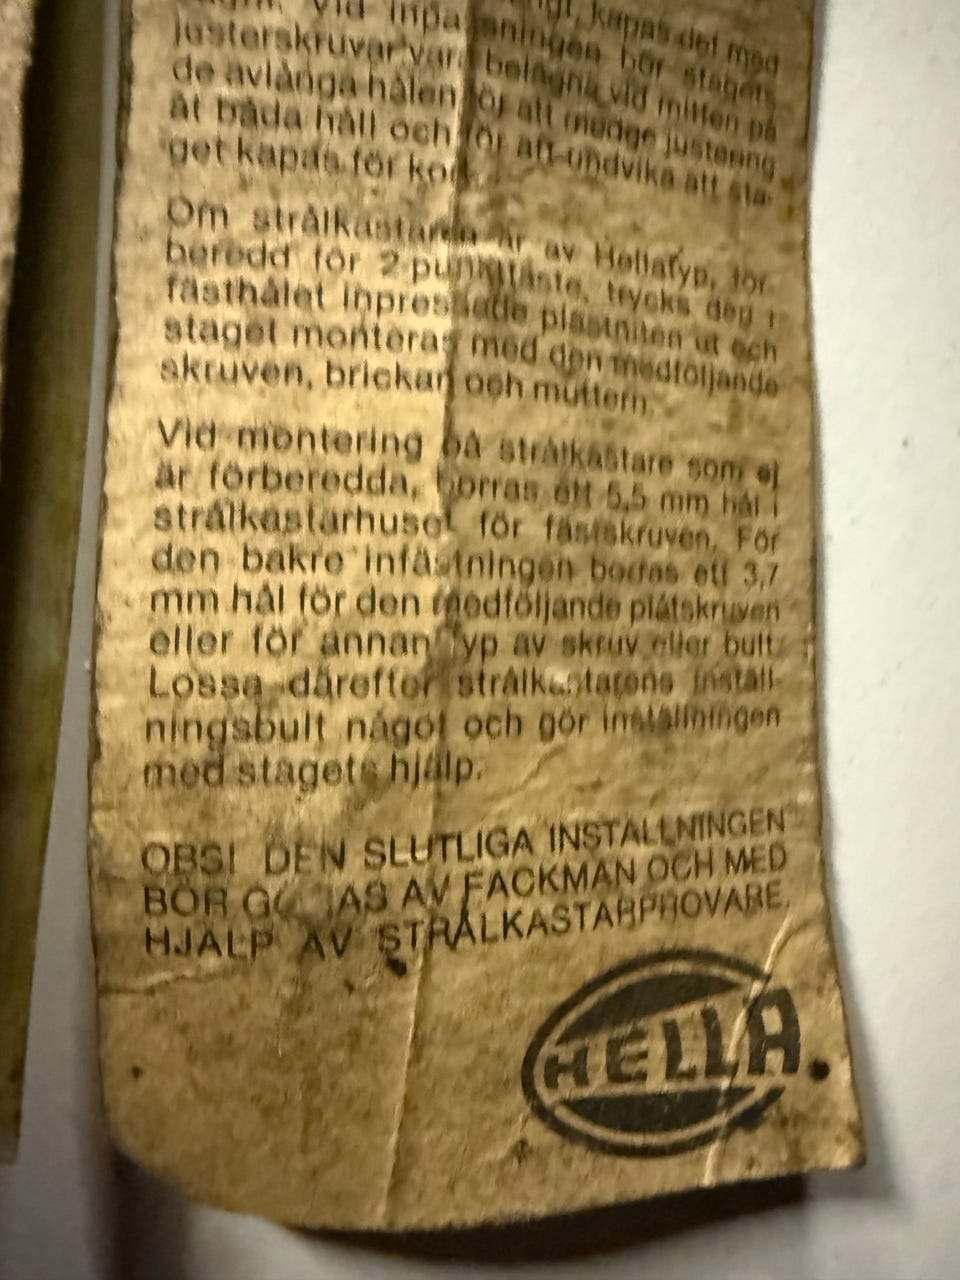 Vid inpassningen bör stagets
justerskruvar vara belägna vid mitten på
de avlånga hålen för att medge justering
åt båda håll och för att undvika att sta-
get kapas för
Om strålkastaren är av Hellatyp, för-
beredd för 2-punktfäste, trycks den i
fästhålet inpressade plastniten ut och
staget monteras med den medföljande
skruven, brickan och muttern.
Vid montering på strålkastare som ej
är förberedda, borras ett 5,5 mm hål i
strålkastarhuset för fästskruven. För
den bakre infästningen borras ett 3,7
mm hål för den medföljande plåtskruven
eller för annan typ av skruv eller bult.
Lossa därefter strålkastarens inställ-
ningsbult något och gör inställningen
med stagets hjälp.
OBS! DEN SLUTLIGA INSTÄLLNINGEN
BÖR GÖRAS AV FACKMAN OCH MED
HJÄLP AV STRÅLKASTARPROVARE.
HELLA